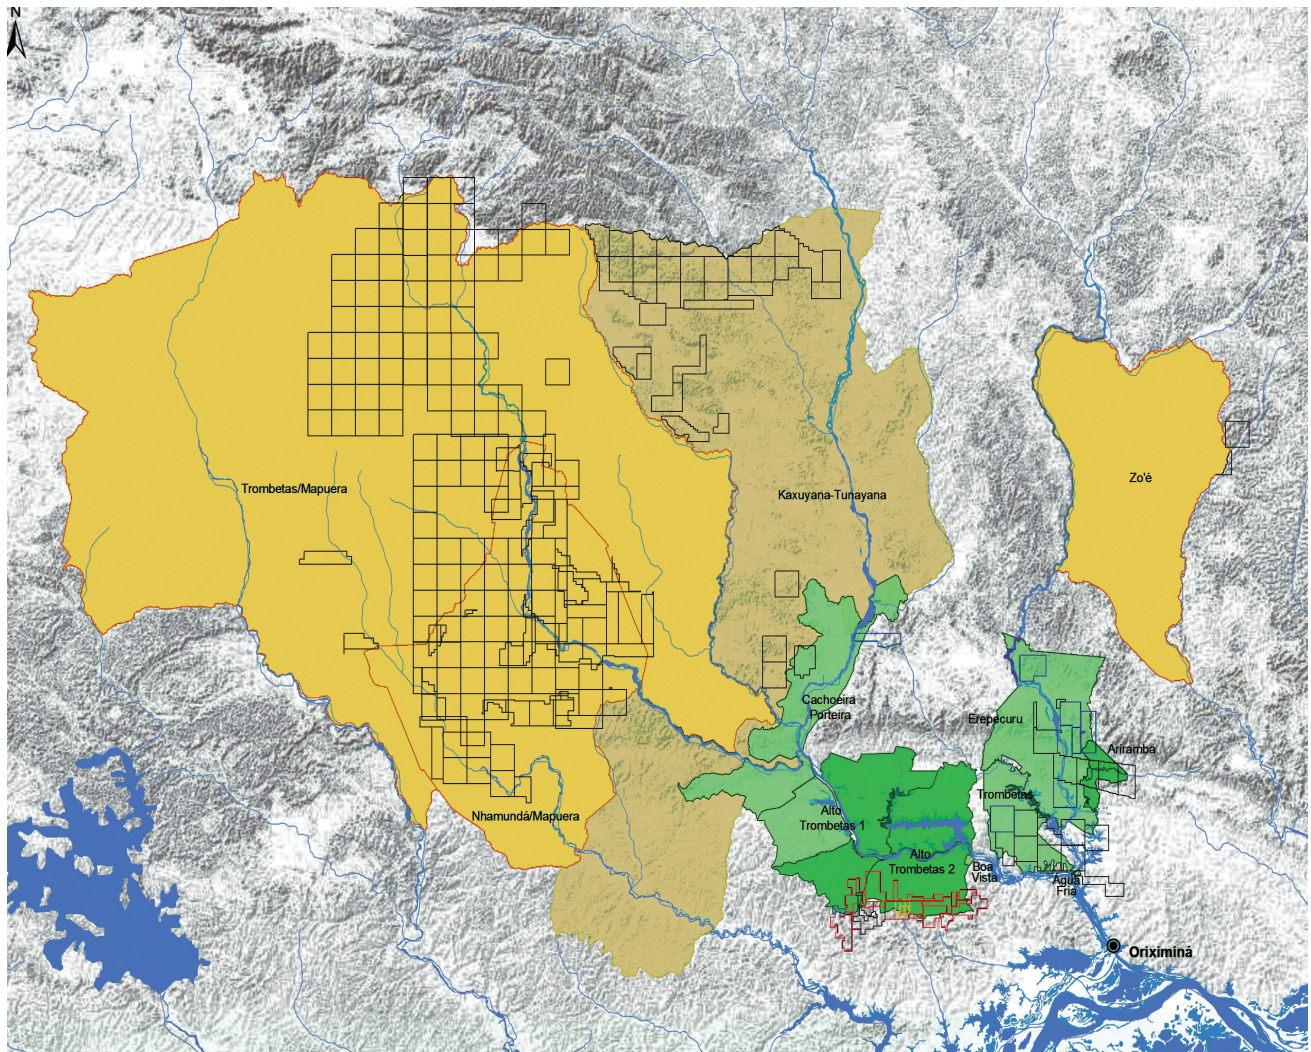 N
Zo'é
Trombetas/Mapuera
Kaxuyana-Tunayana
Cachoeira
Porteira
Erepecuru
Ariramba
Trombetas
Alto
Trombetas 1
Nhamundá/Mapuera
Alto
Trombetas 2
Boa
Vista
Água
Fria
Oriximiná